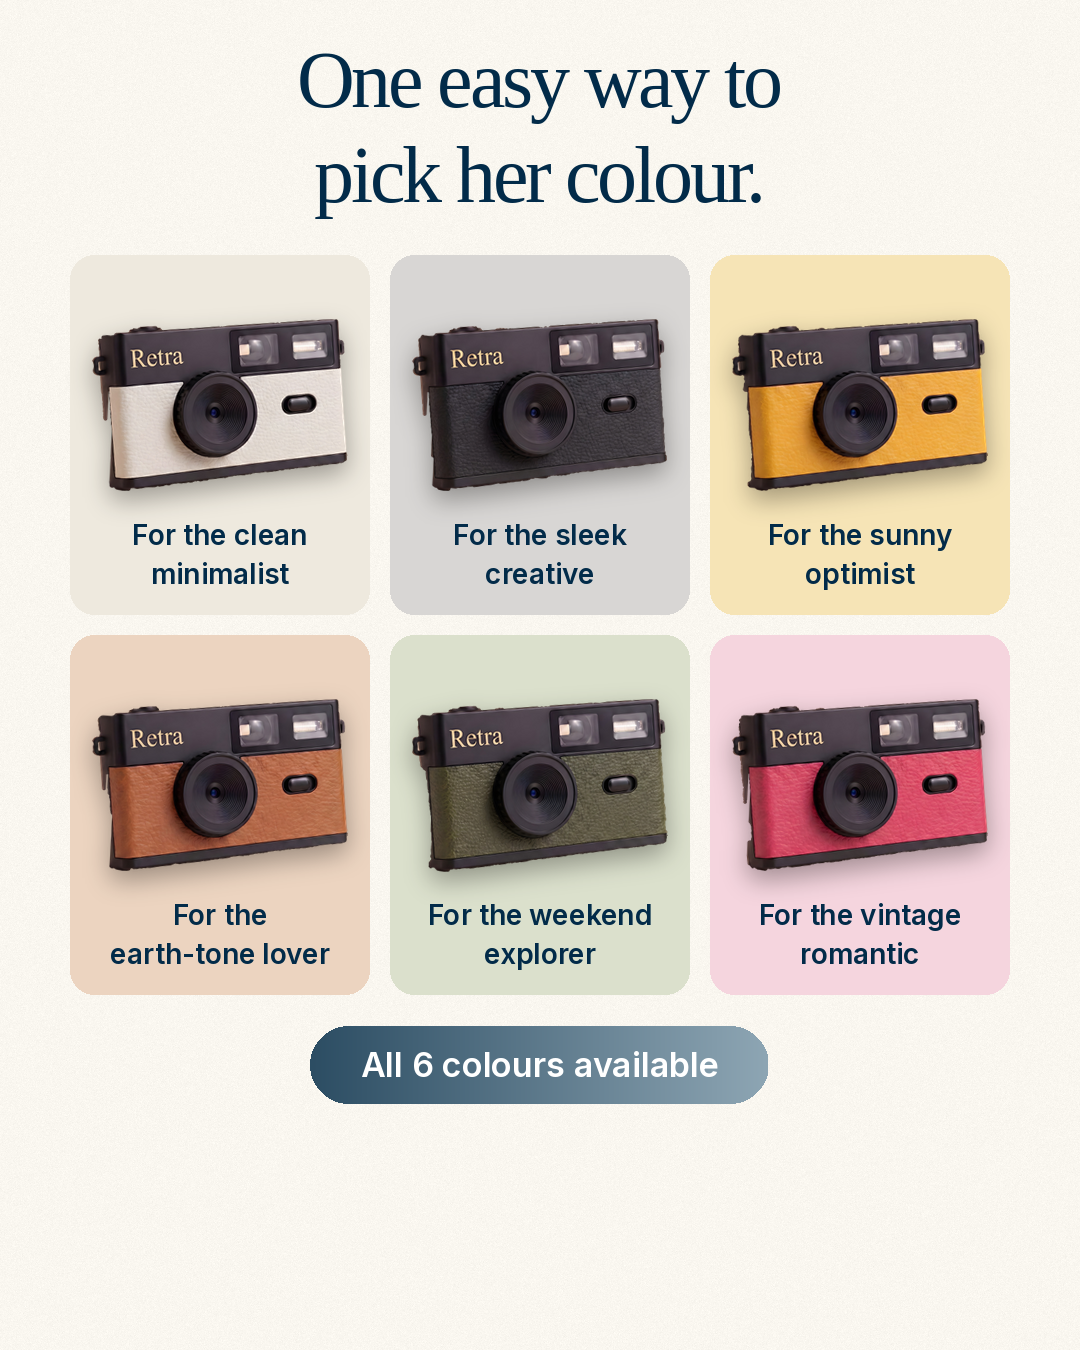 One easy way to
pick her colour.
Retra
Retra
Retra
For the clean
minimalist
For the sleek
creative
For the sunny
optimist
Retra
Retra
Retra
For the
earth-tone lover
For the weekend
explorer
For the vintage
romantic
All 6 colours available